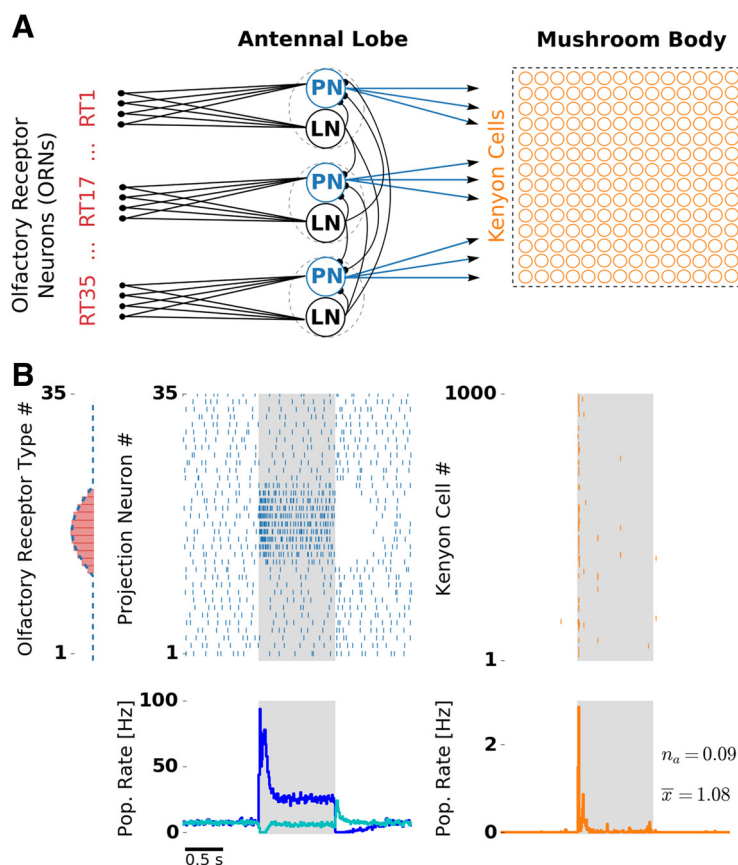 A
Antennal Lobe
Mushroom Body
Olfactory Receptor
Neurons (ORNs)
RT1
...
RT17
...
RT35
PN
LN
PN
LN
PN
LN
Kenyon Cells
B
Olfactory Receptor Type #
35
1
Projection Neuron #
35
1
Kenyon Cell #
1000
1
Pop. Rate [Hz]
100
50
0
0.5 s
Pop. Rate [Hz]
2
0
n_a = 0.09
x̅ = 1.08